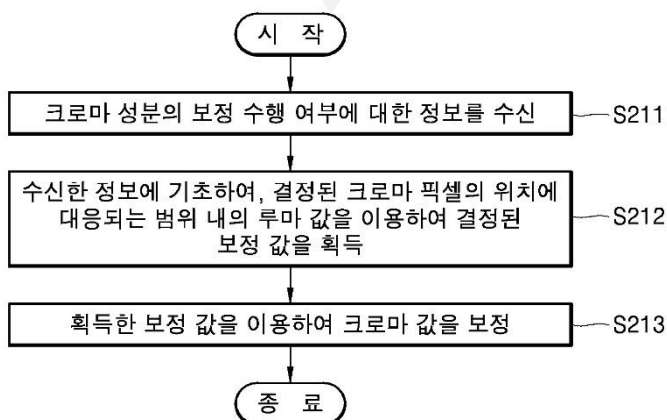 시 작
크로마 성분의 보정 수행 여부에 대한 정보를 수신
S211
수신한 정보에 기초하여, 결정된 크로마 픽셀의 위치에
대응되는 범위 내의 루마 값을 이용하여 결정된
보정 값을 획득
S212
획득한 보정 값을 이용하여 크로마 값을 보정
S213
종 료